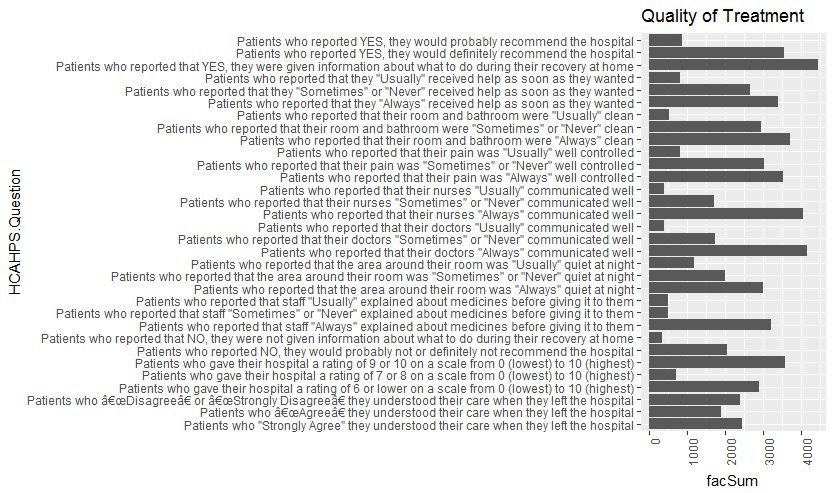 Quality of Treatment
Patients who reported YES, they would probably recommend the hospital
Patients who reported YES, they would definitely recommend the hospital
Patients who reported that YES, they were given information about what to do during their recovery at home
Patients who reported that they "Usually" received help as soon as they wanted
Patients who reported that they "Sometimes" or "Never" received help as soon as they wanted
Patients who reported that they "Always" received help as soon as they wanted
Patients who reported that their room and bathroom were "Usually" clean
Patients who reported that their room and bathroom were "Sometimes" or "Never" clean
Patients who reported that their room and bathroom were "Always" clean
Patients who reported that their pain was "Usually" well controlled
Patients who reported that their pain was "Sometimes" or "Never" well controlled
Patients who reported that their pain was "Always" well controlled
Patients who reported that their nurses "Usually" communicated well
Patients who reported that their nurses "Sometimes" or "Never" communicated well
Patients who reported that their nurses "Always" communicated well
Patients who reported that their doctors "Usually" communicated well
Patients who reported that their doctors "Sometimes" or "Never" communicated well
Patients who reported that their doctors "Always" communicated well
Patients who reported that the area around their room was "Usually" quiet at night
Patients who reported that the area around their room was "Sometimes" or "Never" quiet at night
Patients who reported that the area around their room was "Always" quiet at night
Patients who reported that staff "Usually" explained about medicines before giving it to them
Patients who reported that staff "Sometimes" or "Never" explained about medicines before giving it to them
Patients who reported that staff "Always" explained about medicines before giving it to them
Patients who reported that NO, they were not given information about what to do during their recovery at home
Patients who reported NO, they would probably not or definitely not recommend the hospital
Patients who gave their hospital a rating of 9 or 10 on a scale from 0 (lowest) to 10 (highest)
Patients who gave their hospital a rating of 7 or 8 on a scale from 0 (lowest) to 10 (highest)
Patients who gave their hospital a rating of 6 or lower on a scale from 0 (lowest) to 10 (highest)
Patients who â€œDisagreeâ€ or â€œStrongly Disagreeâ€ they understood their care when they left the hospital
Patients who â€œAgreeâ€ they understood their care when they left the hospital
Patients who "Strongly Agree" they understood their care when they left the hospital
HCAHPS.Question
0 1000 2000 3000 4000
facSum